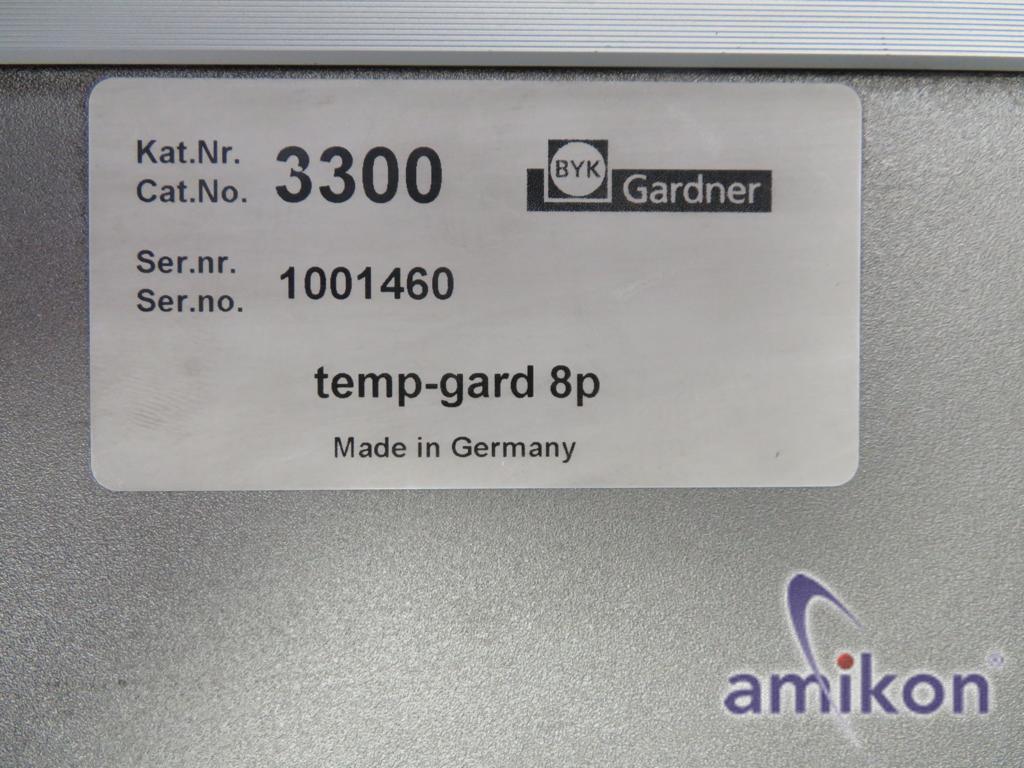 Kat.Nr.
Cat.No. 3300
BYK
Gardner
Ser.nr.
Ser.no. 1001460
temp-gard 8p
Made in Germany
amikon®